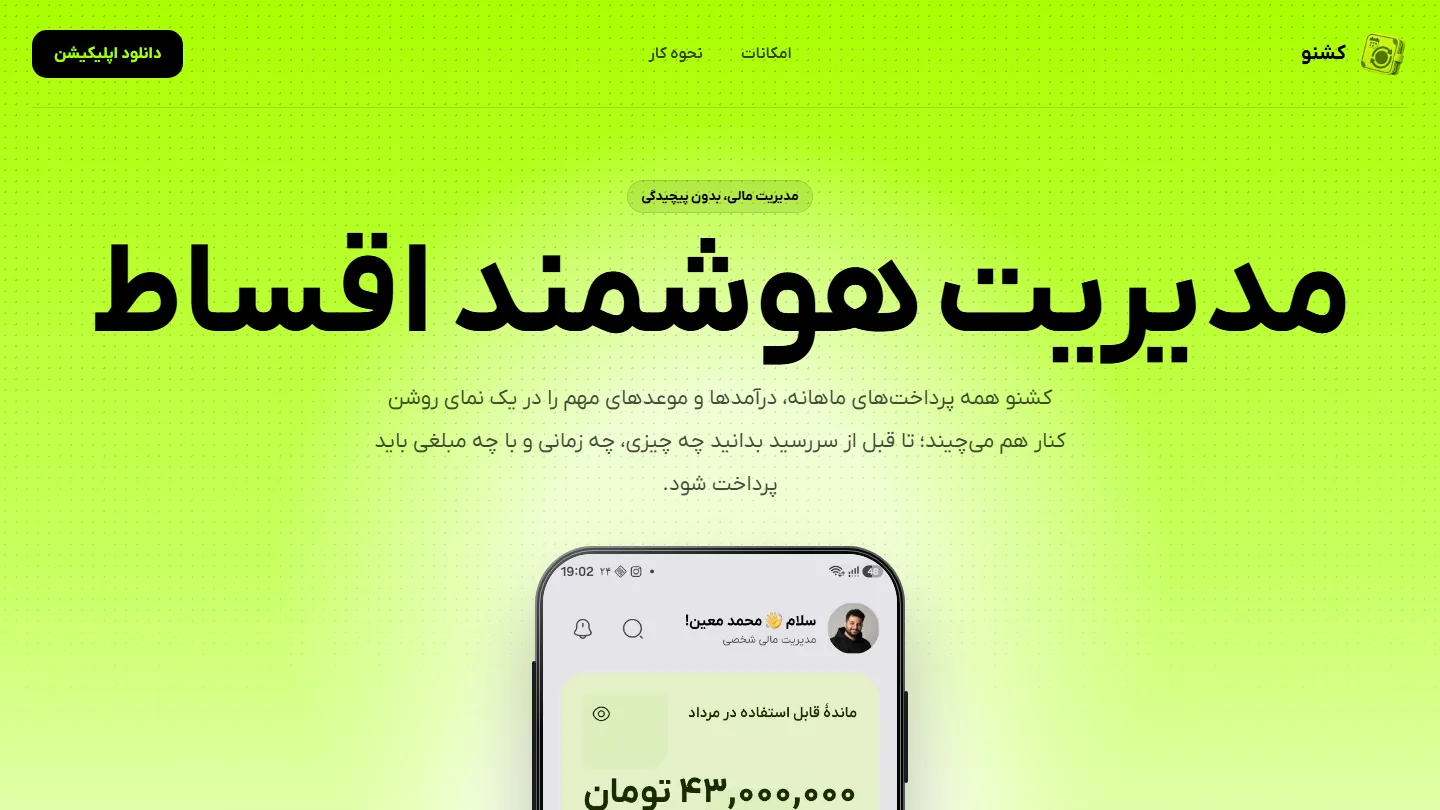 کشنو
امکانات
نحوه کار
دانلود اپلیکیشن
مدیریت مالی، بدون پیچیدگی
مدیریت هوشمند اقساط
کشنو همه پرداخت‌های ماهانه، درآمدها و موعدهای مهم را در یک نمای روشن
کنار هم می‌چیند؛ تا قبل از سررسید بدانید چه چیزی، چه زمانی و با چه مبلغی باید
پرداخت شود.
19:02 ۲۴
48
سلام 👋 محمد معین!
مدیریت مالی شخصی
ماندهٔ قابل استفاده در مرداد
۴۳,۰۰۰,۰۰۰ تومان